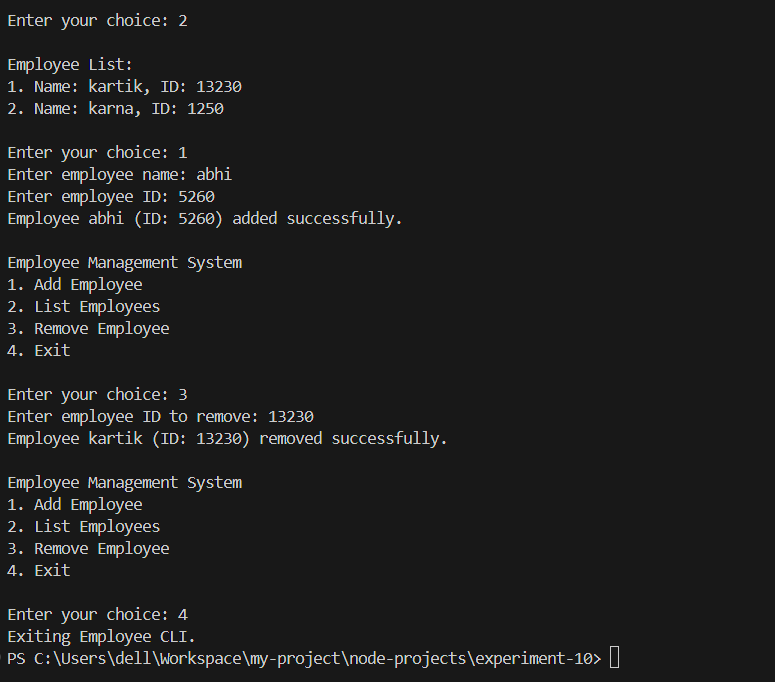 Enter your choice: 2
Employee List:
1. Name: kartik, ID: 13230
2. Name: karna, ID: 1250
Enter your choice: 1
Enter employee name: abhi
Enter employee ID: 5260
Employee abhi (ID: 5260) added successfully.
Employee Management System
1. Add Employee
2. List Employees
3. Remove Employee
4. Exit
Enter your choice: 3
Enter employee ID to remove: 13230
Employee kartik (ID: 13230) removed successfully.
Employee Management System
1. Add Employee
2. List Employees
3. Remove Employee
4. Exit
Enter your choice: 4
Exiting Employee CLI.
PS C:\Users\dell\Workspace\my-project\node-projects\experiment-10>